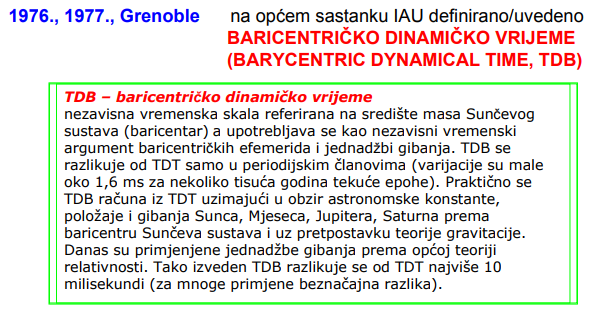 1976., 1977., Grenoble na općem sastanku IAU definirano/uvedeno
BARICENTRIČKO DINAMIČKO VRIJEME
(BARYCENTRIC DYNAMICAL TIME, TDB)
TDB – baricentričko dinamičko vrijeme
nezavisna vremenska skala referirana na središte masa Sunčevog
sustava (baricentar) a upotrebljava se kao nezavisni vremenski
argument baricentričkih efemerida i jednadžbi gibanja. TDB se
razlikuje od TDT samo u periodijskim članovima (varijacije su male
oko 1,6 ms za nekoliko tisuća godina tekuće epohe). Praktično se
TDB računa iz TDT uzimajući u obzir astronomske konstante,
položaje i gibanja Sunca, Mjeseca, Jupitera, Saturna prema
baricentru Sunčeva sustava i uz pretpostavku teorije gravitacije.
Danas su primjenjene jednadžbe gibanja prema općoj teoriji
relativnosti. Tako izveden TDB razlikuje se od TDT najviše 10
milisekundi (za mnoge primjene beznačajna razlika).